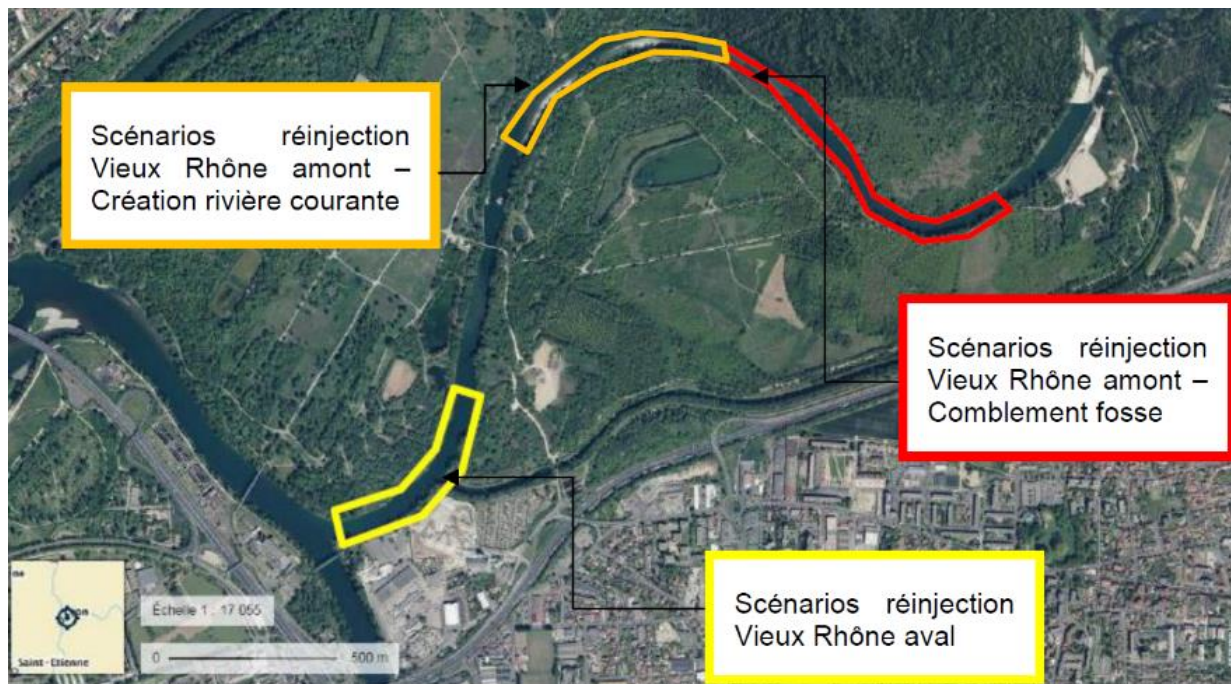 Scénarios réinjection
Vieux Rhône amont –
Création rivière courante
Scénarios réinjection
Vieux Rhône amont –
Comblement fosse
Scénarios réinjection
Vieux Rhône aval
Échelle 1 : 17 055
0 500 m
Saint-Etienne